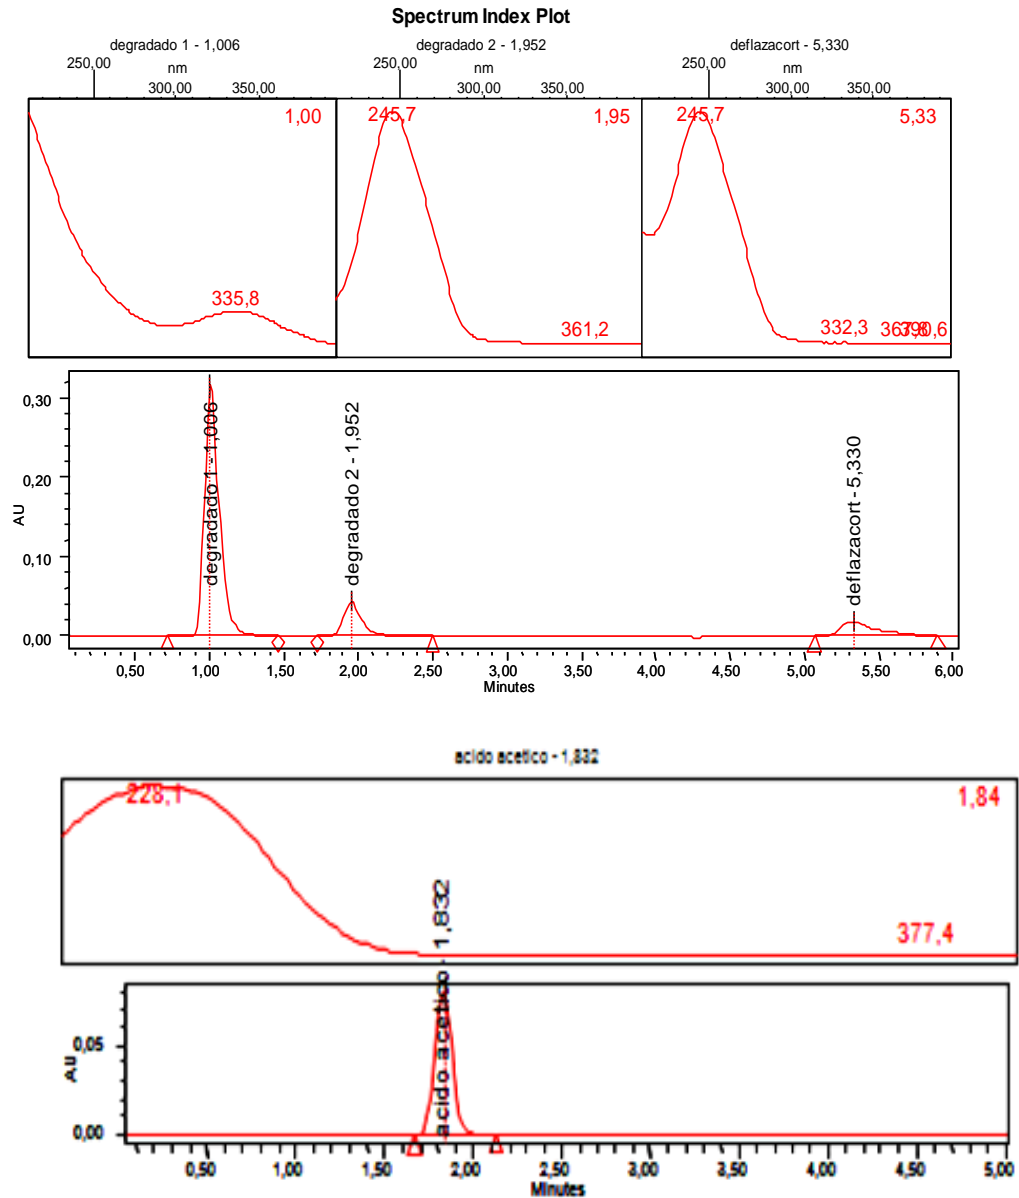 Spectrum Index Plot
degradado 1 - 1,006 degradado 2 - 1,952 deflazacort - 5,330
250,00 nm 250,00 nm 250,00 nm
300,00 350,00 300,00 350,00 300,00 350,00
1,00 245,7 1,95 245,7 5,33
335,8
361,2 332,3
degradado 1 - 1,006
degradado 2 - 1,952
deflazacort - 5,330
0,30
0,20
AU
0,10
0,00
0,50 1,00 1,50 2,00 2,50 3,00 3,50 4,00 4,50 5,00 5,50 6,00
Minutes
acido acetico - 1,832
228,1 1,84
377,4
acido acetico - 1,832
0,05
AU
0,00
0,50 1,00 1,50 2,00 2,50 3,00 3,50 4,00 4,50 5,00
Minutes